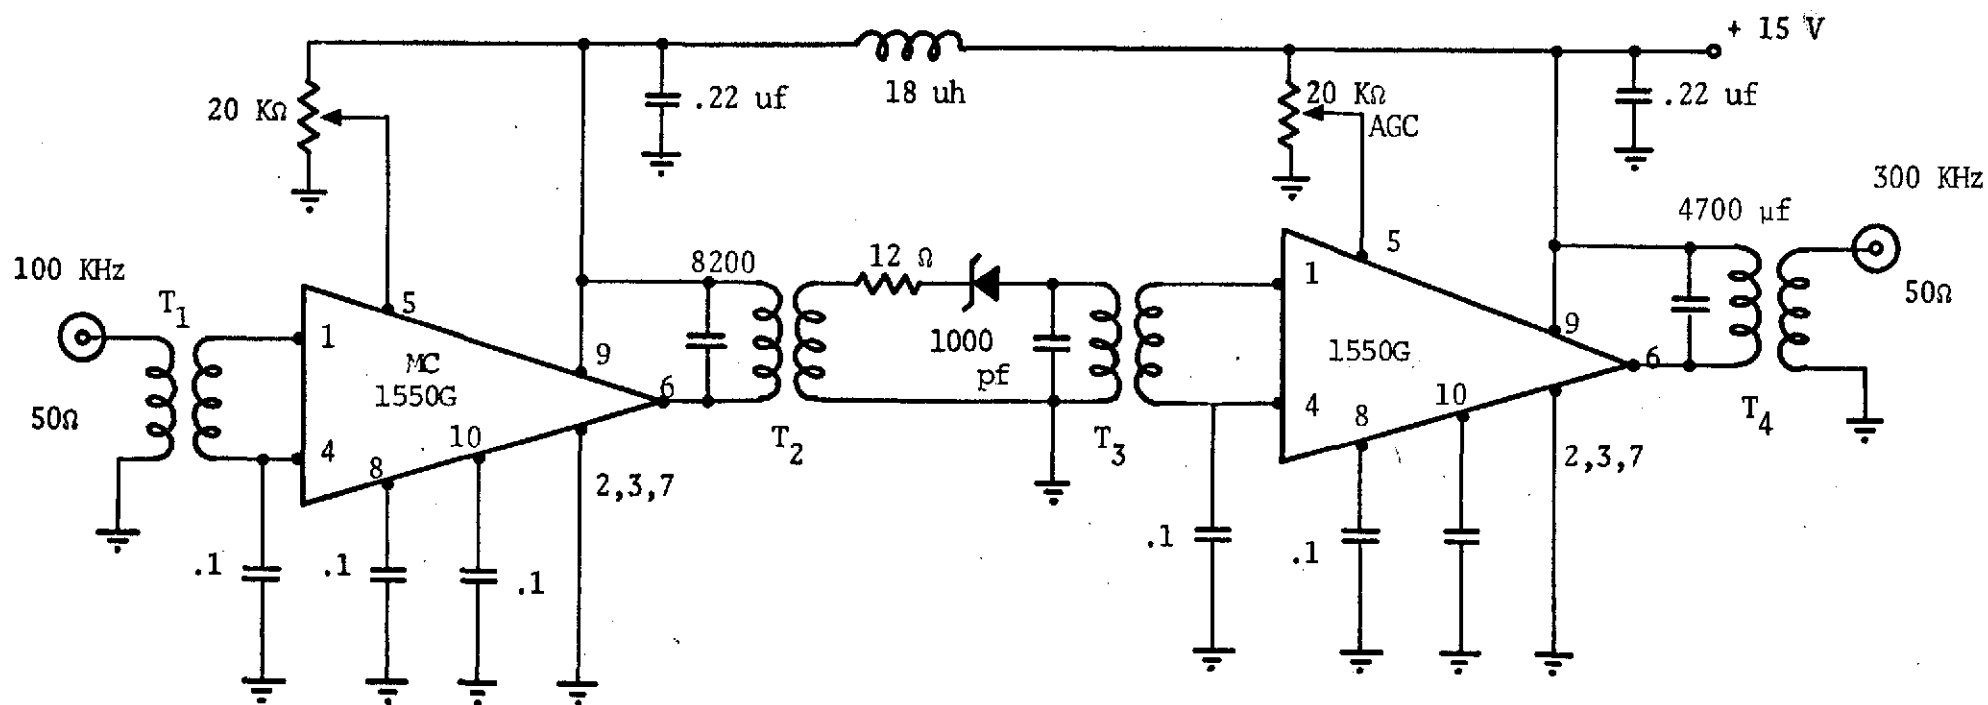 + 15 V
20 KΩ
.22 uf
18 uh
20 KΩ
AGC
.22 uf
300 KHz
4700 µf
50Ω
100 KHz
50Ω
T1
1
4
5
MC
1550G
8
10
9
6
2,3,7
.1
.1
.1
8200
T2
12 Ω
1000
pf
T3
1
4
5
1550G
8
10
9
6
2,3,7
.1
.1
T4